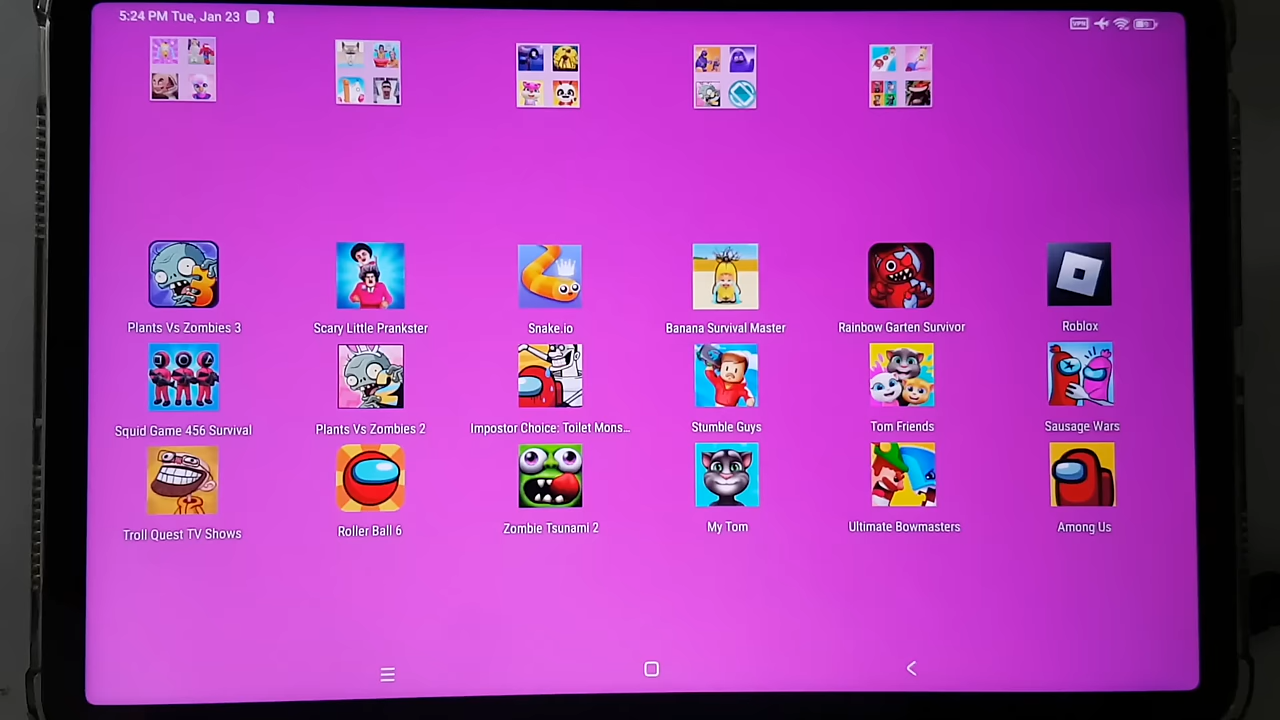 5:24 PM Tue, Jan 23
VPN
Plants Vs Zombies 3
Scary Little Prankster
Snake.io
Banana Survival Master
Rainbow Garten Survivor
Roblox
Squid Game 456 Survival
Plants Vs Zombies 2
Impostor Choice: Toilet Mons...
Stumble Guys
Tom Friends
Sausage Wars
Troll Quest TV Shows
Roller Ball 6
Zombie Tsunami 2
My Tom
Ultimate Bowmasters
Among Us